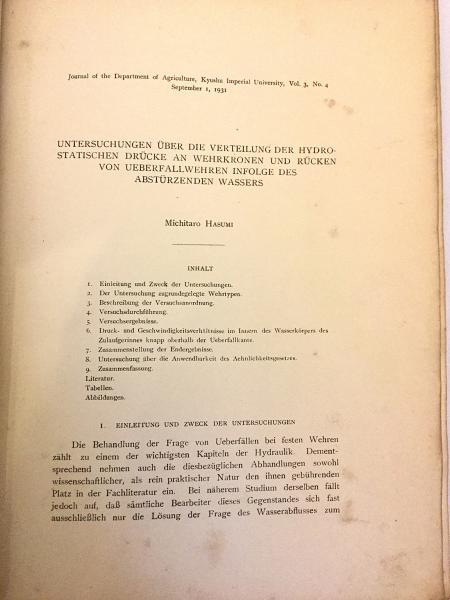 Journal of the Department of Agriculture, Kyushu Imperial University, Vol. 3, No. 4
September 1, 1931
UNTERSUCHUNGEN ÜBER DIE VERTEILUNG DER HYDRO-
STATISCHEN DRÜCKE AN WEHRKRONEN UND RÜCKEN
VON UEBERFALLWEHREN INFOLGE DES
ABSTÜRZENDEN WASSERS
Michitaro HASUMI
INHALT
1. Einleitung und Zweck der Untersuchungen.
2. Der Untersuchung zugrundegelegte Wehrtypen.
3. Beschreibung der Versuchsanordnung.
4. Versuchsdurchführung.
5. Versuchsergebnisse.
6. Druck- und Geschwindigkeitsverhältnisse im Innern des Wasserkörpers des
Zulaufgerinnes knapp oberhalb der Ueberfallkante.
7. Zusammenstellung der Endergebnisse.
8. Untersuchung über die Anwendbarkeit des Aehnlichkeitsgesetzes.
9. Zusammenfassung.
Literatur.
Tabellen.
Abbildungen.
1. EINLEITUNG UND ZWECK DER UNTERSUCHUNGEN
Die Behandlung der Frage von Ueberfällen bei festen Wehren
zählt zu einem der wichtigsten Kapiteln der Hydraulik. Dement-
sprechend nehmen auch die diesbezüglichen Abhandlungen sowohl
wissenschaftlicher, als rein praktischer Natur den ihnen gebührenden
Platz in der Fachliteratur ein. Bei näherem Studium derselben fällt
jedoch auf, daß sämtliche Bearbeiter dieses Gegenstandes sich fast
ausschließlich nur die Lösung der Frage des Wasserabflusses zum